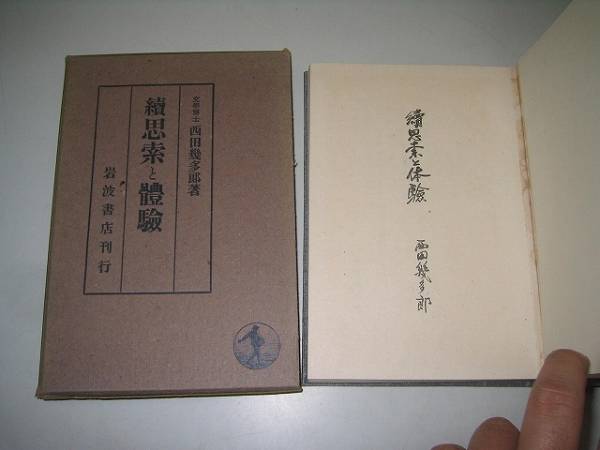 文學博士 西田幾多郎著
續思索と體驗
岩波書店刊行
續思索と体驗
西田幾多郎